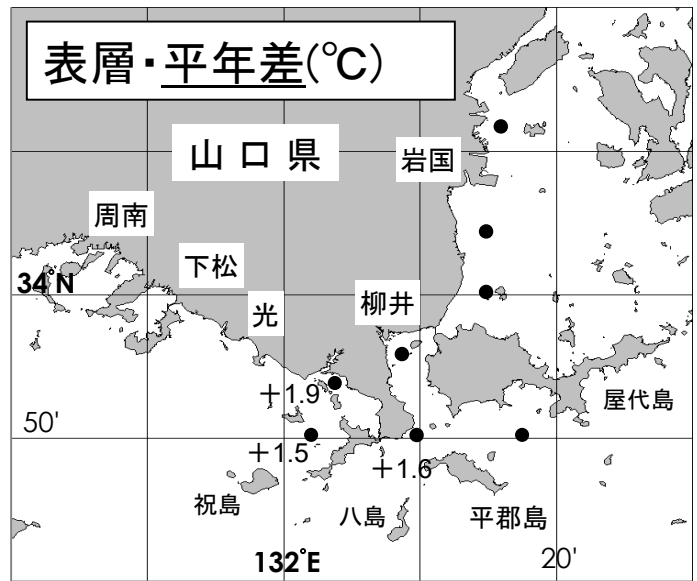 表層・平年差(℃)
山口県
岩国
周南
34°N
下松
柳井
光
＋1.9
屋代島
50'
＋1.5
＋1.6
祝島
八島
平郡島
132°E
20'